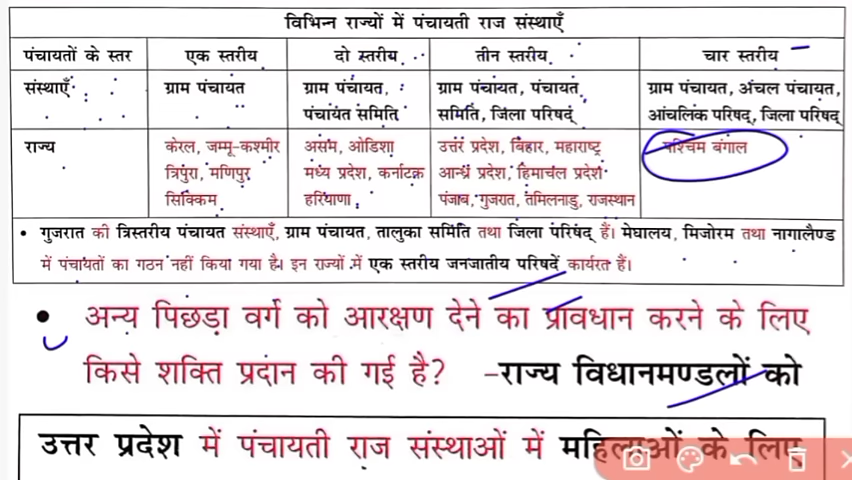 विभिन्न राज्यों में पंचायती राज संस्थाएँ
पंचायतों के स्तर एक स्तरीय दो स्तरीय तीन स्तरीय चार स्तरीय
संस्थाएँ ग्राम पंचायत ग्राम पंचायत, ग्राम पंचायत, पंचायत ग्राम पंचायत, अंचल पंचायत,
पंचायत समिति समिति, जिला परिषद् आंचलिक परिषद्, जिला परिषद्
राज्य केरल, जम्मू-कश्मीर असम, ओडिशा उत्तर प्रदेश, बिहार, महाराष्ट्र पश्चिम बंगाल
त्रिपुरा, मणिपुर मध्य प्रदेश, कर्नाटक आन्ध्र प्रदेश, हिमाचल प्रदेश
सिक्किम हरियाणा पंजाब, गुजरात, तमिलनाडु, राजस्थान
• गुजरात की त्रिस्तरीय पंचायत संस्थाएँ, ग्राम पंचायत, तालुका समिति तथा जिला परिषद् हैं। मेघालय, मिजोरम तथा नागालैण्ड
में पंचायतों का गठन नहीं किया गया है। इन राज्यों में एक स्तरीय जनजातीय परिषदें कार्यरत हैं।
• अन्य पिछड़ा वर्ग को आरक्षण देने का प्रावधान करने के लिए
किसे शक्ति प्रदान की गई है? –राज्य विधानमण्डलों को
उत्तर प्रदेश में पंचायती राज संस्थाओं में महिलाओं के लिए